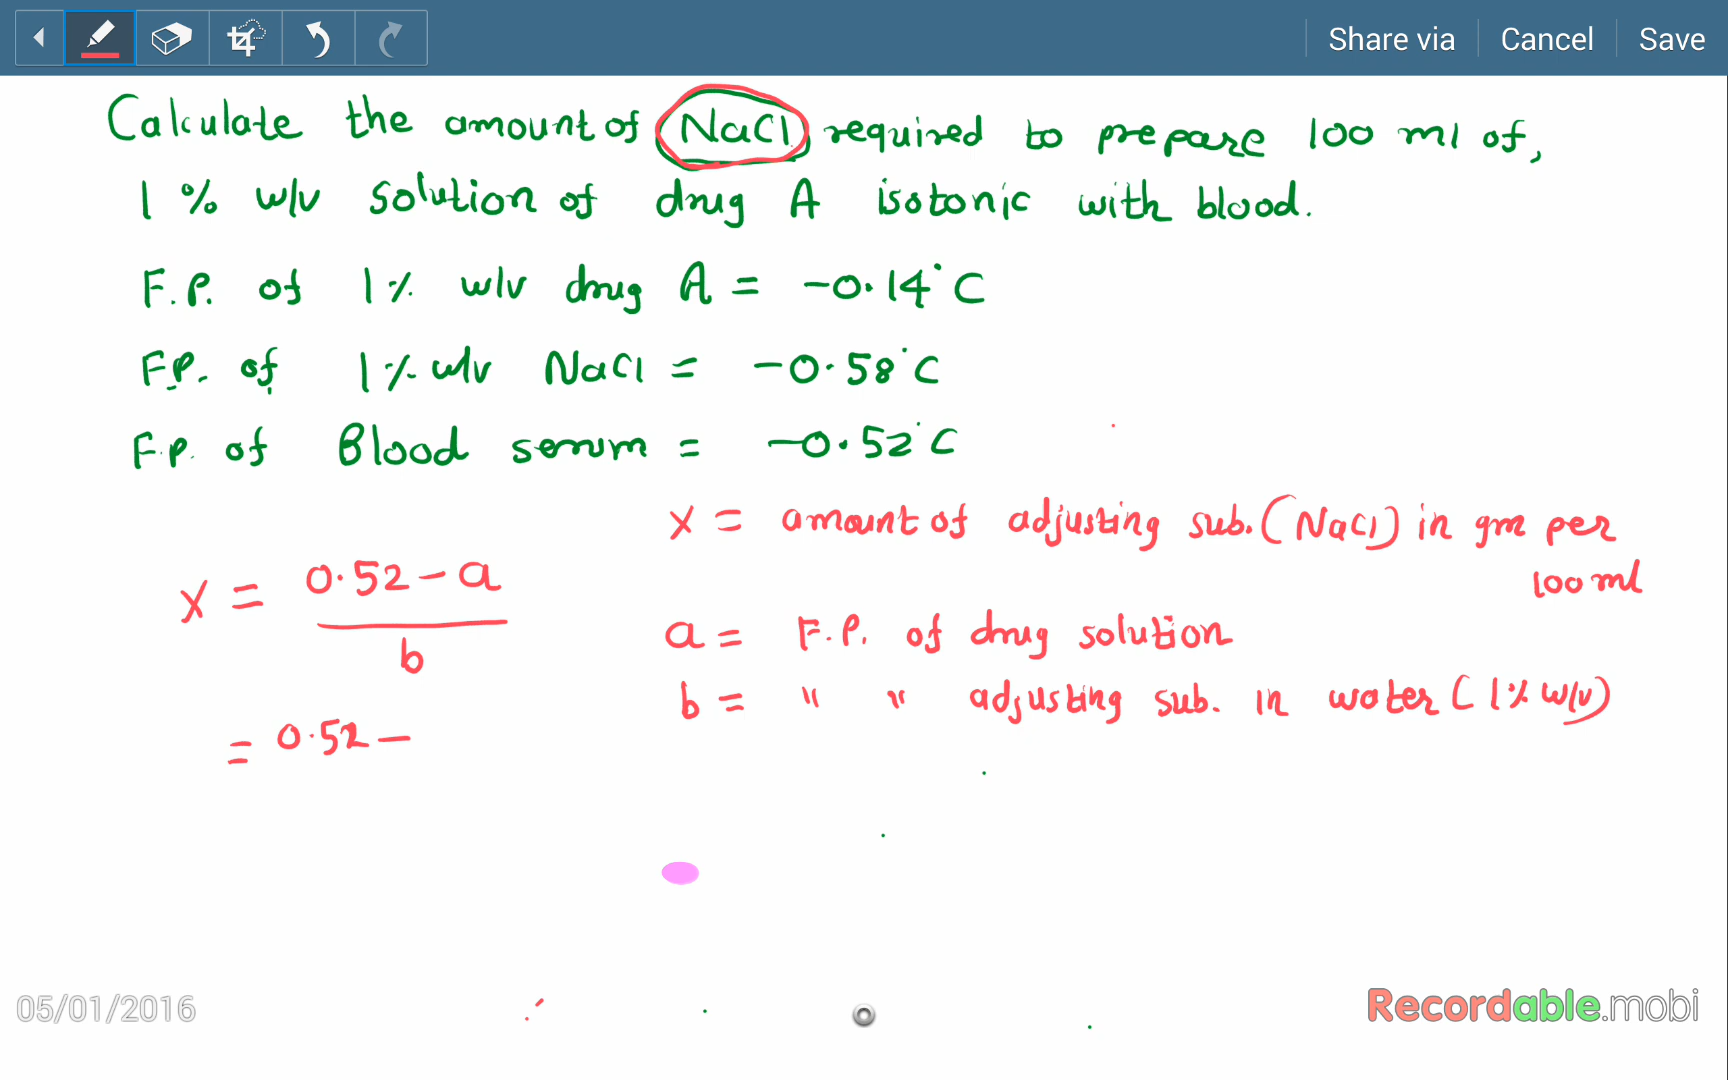 Share via Cancel Save
Calculate the amount of NaCl required to prepare 100 ml of,
1 % w/v solution of drug A isotonic with blood.
F.P. of 1% w/v drug A = -0.14°C
F.P. of 1% w/v NaCl = -0.58°C
F.P. of Blood serum = -0.52°C
x = amount of adjusting sub. (NaCl) in gm per
100 ml
x = 0.52 - a
b
a = F.P. of drug solution
b = " " adjusting sub. in water (1% w/v)
= 0.52 -
05/01/2016
Recordable.mobi